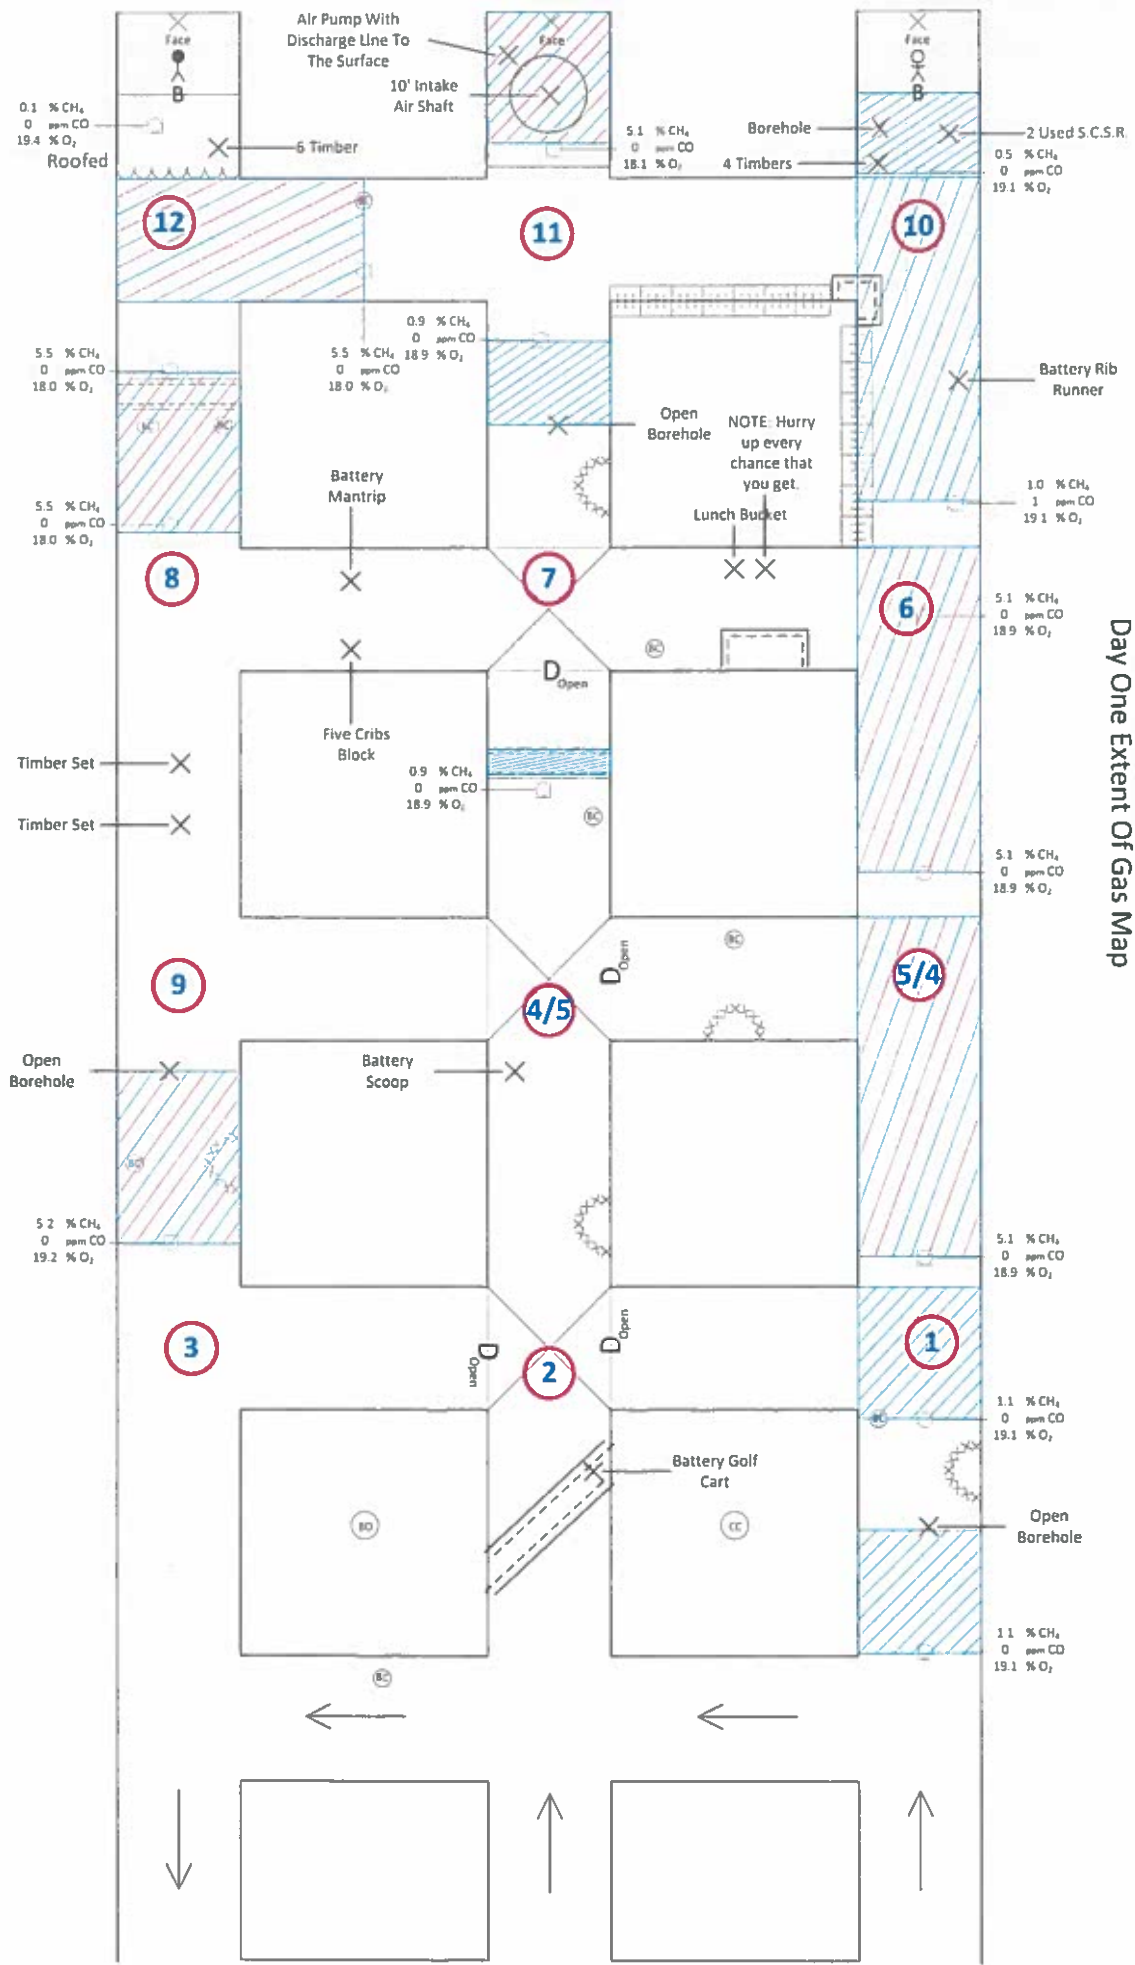 Air Pump With
Discharge Line To
The Surface
Face
Face
Face
10' Intake
Air Shaft
B
B
0.1 % CH₄
0 ppm CO
19.4 % O₂
Roofed
6 Timber
5.1 % CH₄
0 ppm CO
18.1 % O₂
Borehole
4 Timbers
2 Used S.C.S.R.
0.5 % CH₄
0 ppm CO
19.1 % O₂
12
11
10
0.9 % CH₄
0 ppm CO
18.9 % O₂
5.5 % CH₄
0 ppm CO
18.0 % O₂
5.5 % CH₄
0 ppm CO
18.0 % O₂
BC
BC
Open
Borehole
NOTE: Hurry
up every
chance that
you get.
Battery Rib
Runner
Battery
Mantrip
Lunch Bucket
1.0 % CH₄
1 ppm CO
19.1 % O₂
5.5 % CH₄
0 ppm CO
18.0 % O₂
8
7
6
5.1 % CH₄
0 ppm CO
18.9 % O₂
BC
D Open
Day One Extent Of Gas Map
Five Cribs
Block
Timber Set
Timber Set
0.9 % CH₄
0 ppm CO
18.9 % O₂
BC
5.1 % CH₄
0 ppm CO
18.9 % O₂
BC
D Open
9
4/5
5/4
Open
Borehole
Battery
Scoop
BC
5.2 % CH₄
0 ppm CO
19.2 % O₂
5.1 % CH₄
0 ppm CO
18.9 % O₂
3
D Open
D Open
2
1
1.1 % CH₄
0 ppm CO
19.1 % O₂
BC
Battery Golf
Cart
BO
CC
Open
Borehole
1.1 % CH₄
0 ppm CO
19.1 % O₂
BC